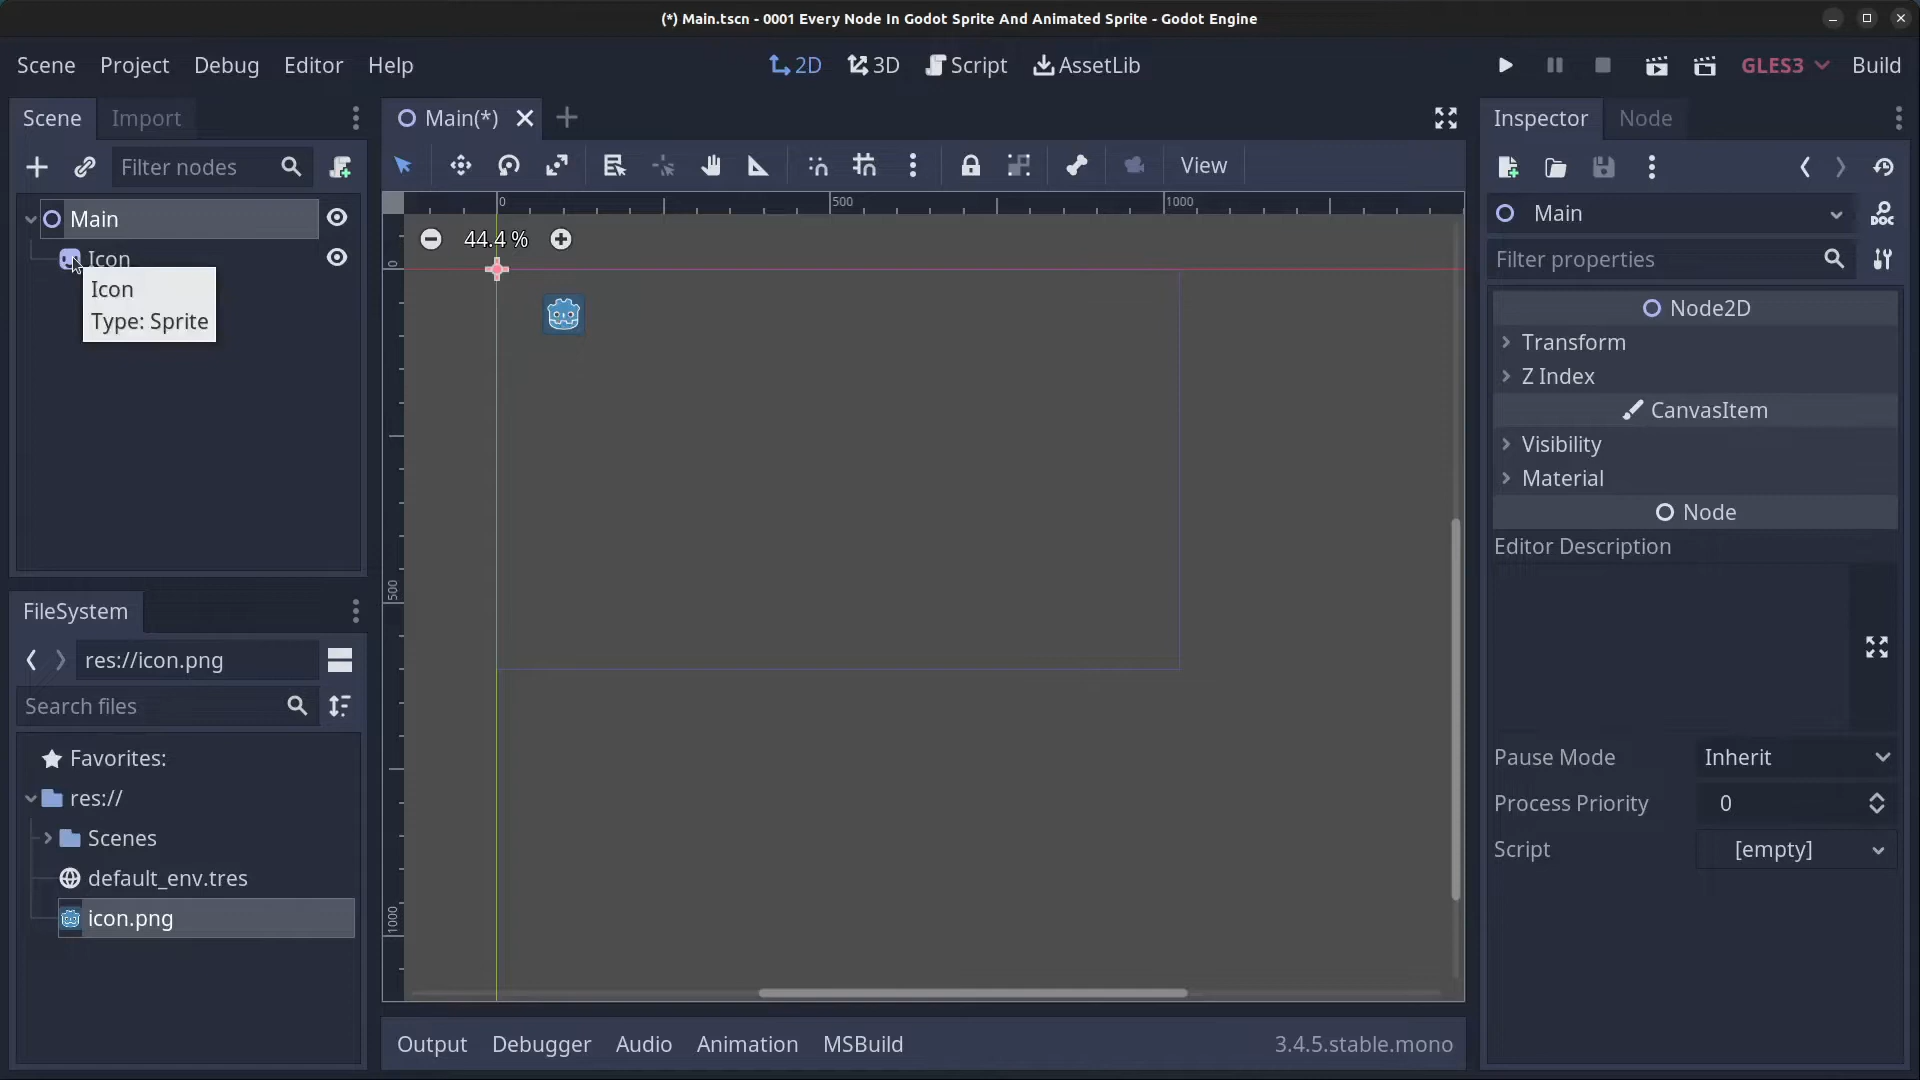 (*) Main.tscn - 0001 Every Node In Godot Sprite And Animated Sprite - Godot Engine
Scene Project Debug Editor Help
2D 3D Script AssetLib
GLES3 Build
Scene Import
Filter nodes
Main
Icon
Icon
Type: Sprite
FileSystem
res://icon.png
Search files
Favorites:
res://
Scenes
default_env.tres
icon.png
Main(*)
View
0 500 1000
44.4 %
0
500
1000
Output Debugger Audio Animation MSBuild 3.4.5.stable.mono
Inspector Node
Main
DOC
Filter properties
Node2D
Transform
Z Index
CanvasItem
Visibility
Material
Node
Editor Description
Pause Mode Inherit
Process Priority 0
Script [empty]